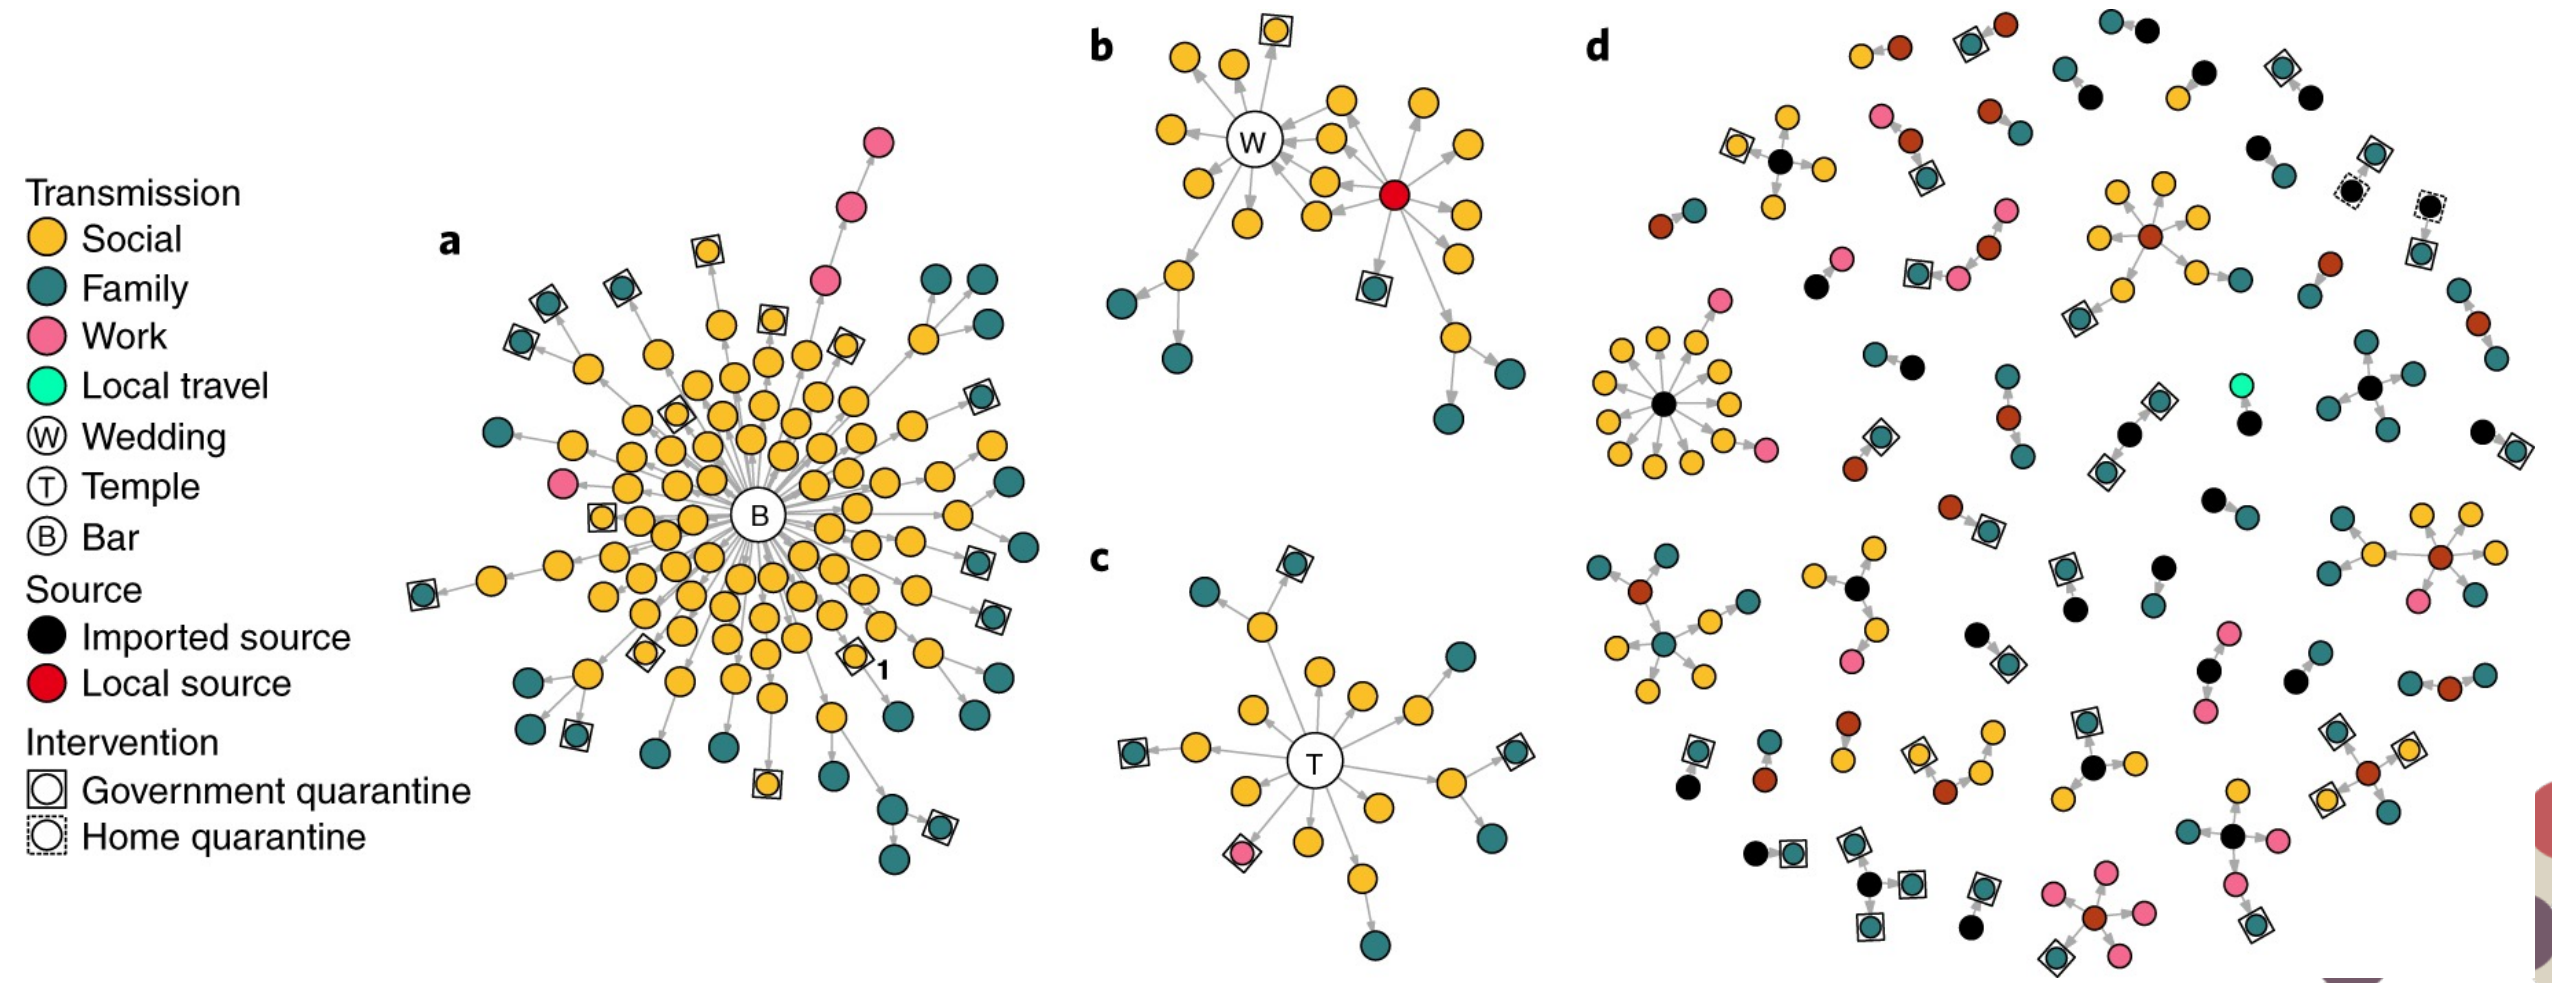 Transmission
Social
Family
Work
Local travel
W Wedding
T Temple
B Bar
Source
Imported source
Local source
Intervention
Government quarantine
Home quarantine
a
B
1
b
W
c
T
d